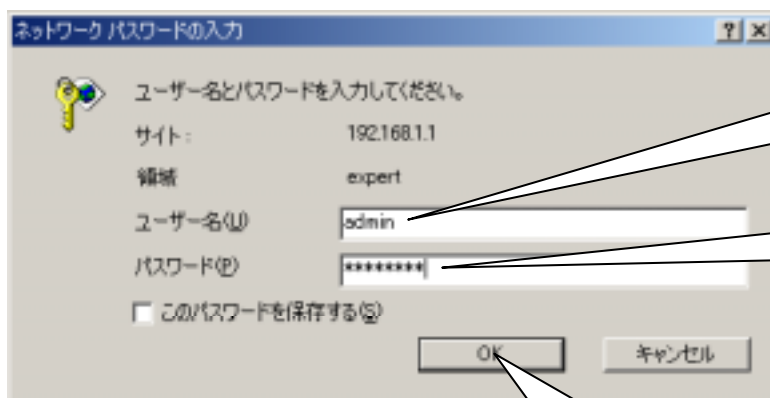 ネットワーク パスワードの入力
ユーザー名とパスワードを入力してください。
サイト: 192.168.1.1
領域 expert
ユーザー名(U) admin
パスワード(P) ********
このパスワードを保存する(S)
OK キャンセル